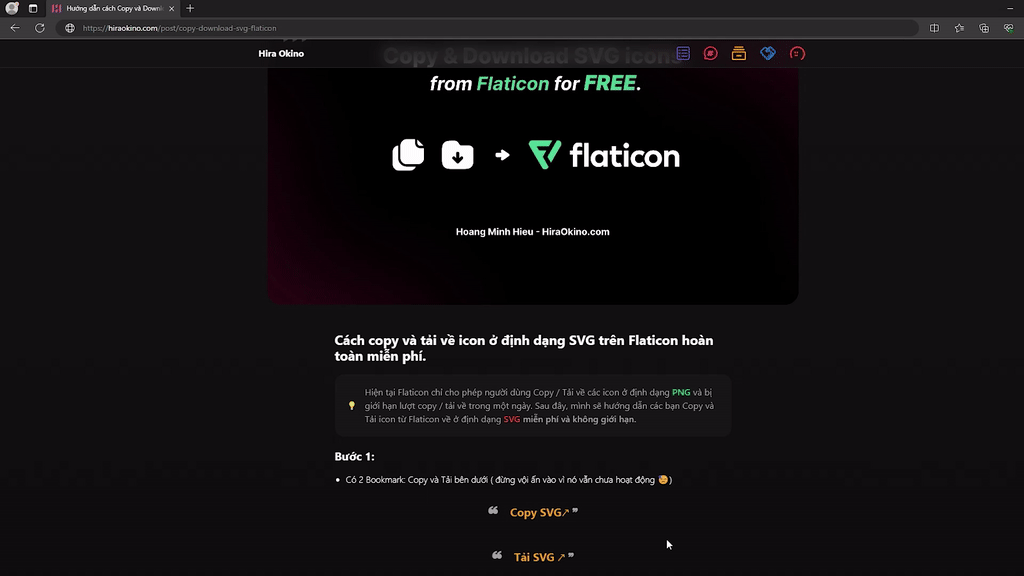 Hướng dẫn cách Copy và Downl
https://hiraokino.com/post/copy-download-svg-flaticon
Hira Okino
Copy & Download SVG icons
from Flaticon for FREE.
flaticon
Hoang Minh Hieu - HiraOkino.com
Cách copy và tải về icon ở định dạng SVG trên Flaticon hoàn
toàn miễn phí.
Hiện tại Flaticon chỉ cho phép người dùng Copy / Tải về các icon ở định dạng PNG và bị
giới hạn lượt copy / tải về trong một ngày. Sau đây, mình sẽ hướng dẫn các bạn Copy và
Tải icon từ Flaticon về ở định dạng SVG miễn phí và không giới hạn.
Bước 1:
• Có 2 Bookmark: Copy và Tải bên dưới ( đừng vội ấn vào vì nó vẫn chưa hoạt động 🧐 )
❝ Copy SVG↗ ❞
❝ Tải SVG ↗ ❞